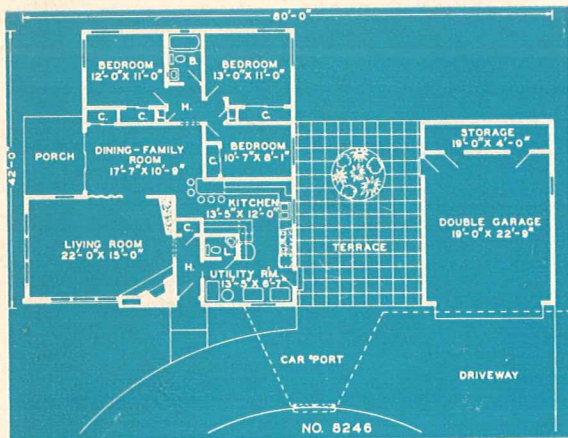 80'-0"
42'-0"
BEDROOM
12'-0" X 11'-0"
B.
BEDROOM
13'-0" X 11'-0"
H.
C.
C.
C.
STORAGE
19'-0" X 4'-0"
PORCH
DINING-FAMILY
ROOM
17'-7" X 10'-9"
C.
BEDROOM
10'-7" X 8'-1"
KITCHEN
13'-5" X 12'-0"
DOUBLE GARAGE
19'-0" X 22'-9"
LIVING ROOM
22'-0" X 15'-0"
C.
L.
H.
TERRACE
UTILITY RM.
13'-5" X 6'-7"
CAR PORT
DRIVEWAY
NO. 8246